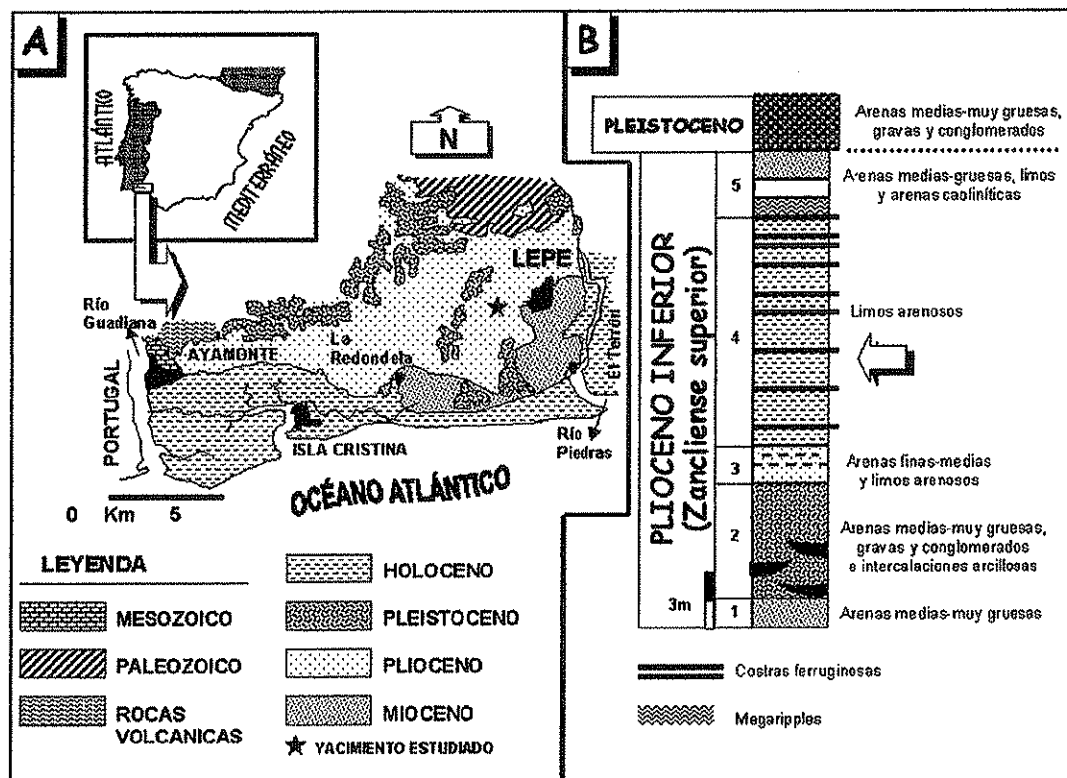 A
ATLÁNTICO
MEDITERRÁNEO
N
LEPE
Río
Guadiana
AYAMONTE
La
Redondela
El Terrón
PORTUGAL
ISLA CRISTINA
Río
Piedras
OCÉANO ATLÁNTICO
0 Km 5
LEYENDA
MESOZOICO
PALEOZOICO
ROCAS
VOLCANICAS
HOLOCENO
PLEISTOCENO
PLIOCENO
MIOCENO
YACIMIENTO ESTUDIADO
B
PLEISTOCENO
Arenas medias-muy gruesas,
gravas y conglomerados
PLIOCENO INFERIOR
(Zancliense superior)
5
Arenas medias-gruesas, limos
y arenas caoliníticas
4
Limos arenosos
3
Arenas finas-medias
y limos arenosos
2
Arenas medias-muy gruesas,
gravas y conglomerados
e intercalaciones arcillosas
3m
1
Arenas medias-muy gruesas
Costras ferruginosas
Megaripples